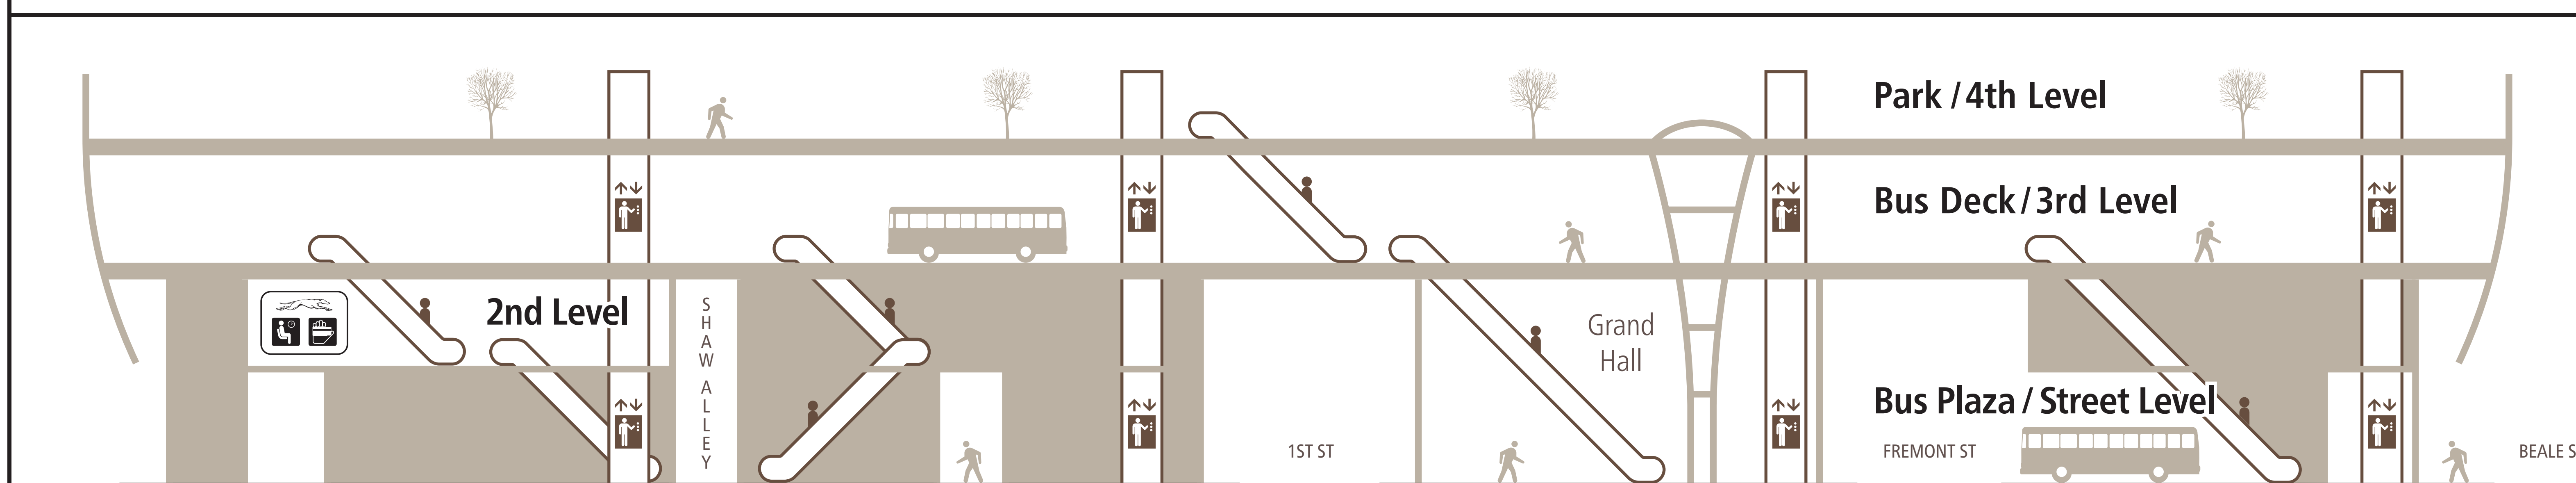 Park / 4th Level
Bus Deck / 3rd Level
2nd Level
SHAW ALLEY
Grand
Hall
Bus Plaza / Street Level
1ST ST
FREMONT ST
BEALE S